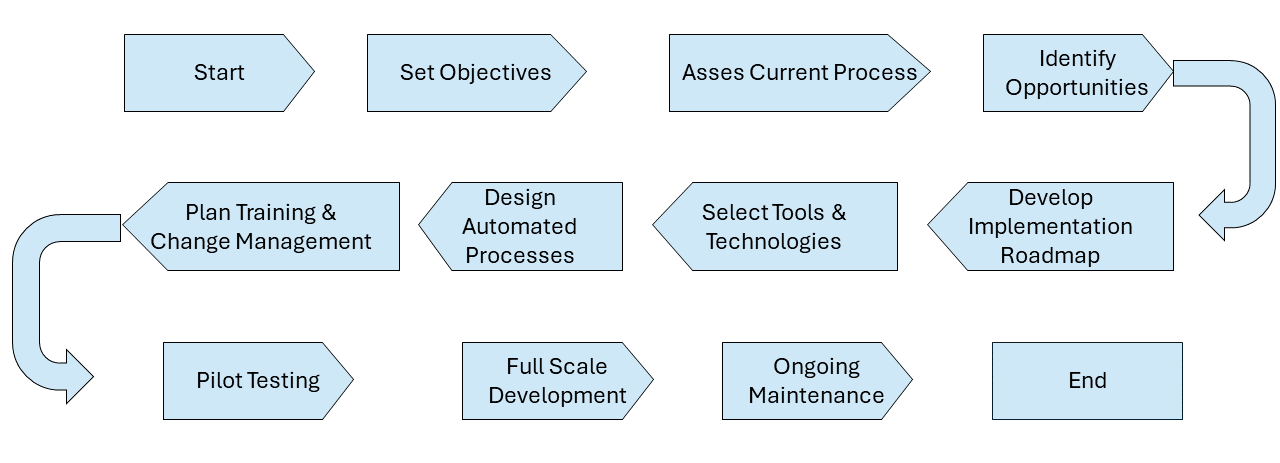 Start
Set Objectives
Asses Current Process
Identify
Opportunities
Develop
Implementation
Roadmap
Select Tools &
Technologies
Design
Automated
Processes
Plan Training &
Change Management
Pilot Testing
Full Scale
Development
Ongoing
Maintenance
End